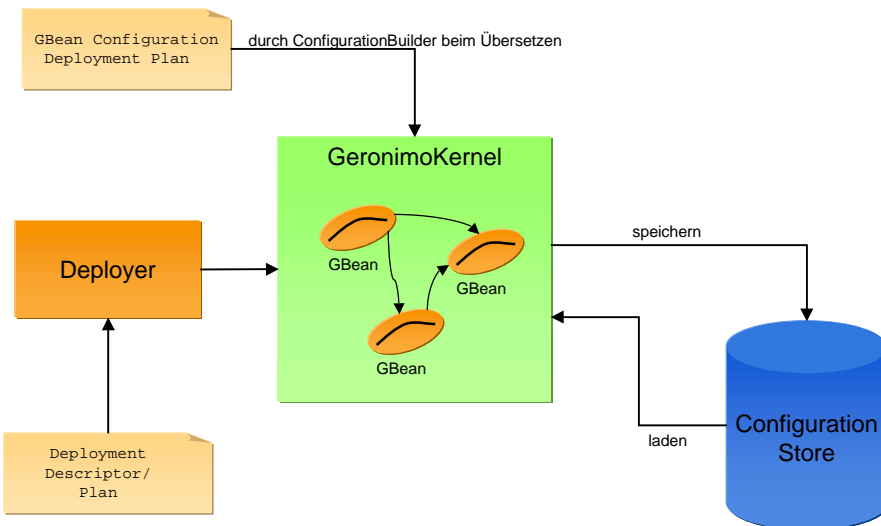 GBean Configuration
Deployment Plan
durch ConfigurationBuilder beim Übersetzen
GeronimoKernel
GBean
GBean
GBean
Deployer
speichern
laden
Configuration
Store
Deployment
Descriptor/
Plan